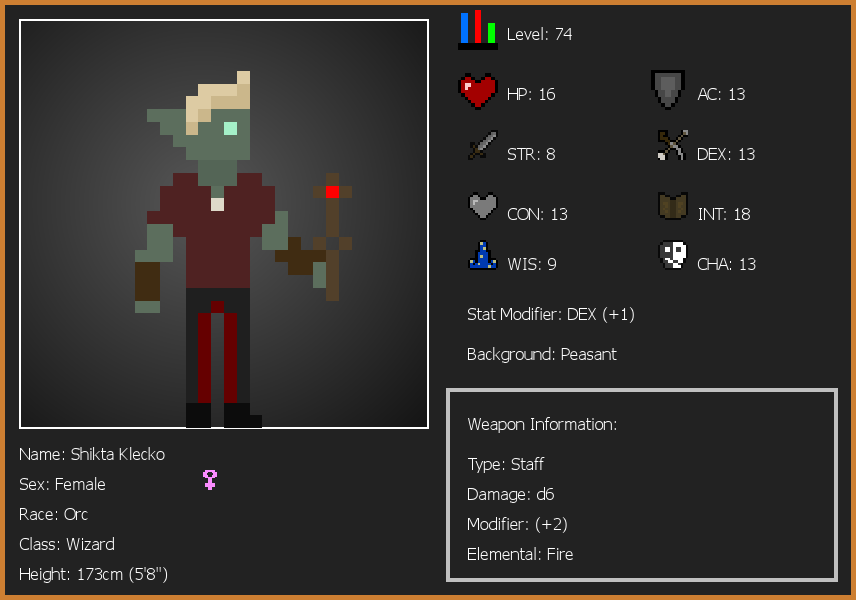 Level: 74
HP: 16
AC: 13
STR: 8
DEX: 13
CON: 13
INT: 18
WIS: 9
CHA: 13
Stat Modifier: DEX (+1)
Background: Peasant
Weapon Information:
Type: Staff
Damage: d6
Modifier: (+2)
Elemental: Fire
Name: Shikta Klecko
Sex: Female
Race: Orc
Class: Wizard
Height: 173cm (5'8")